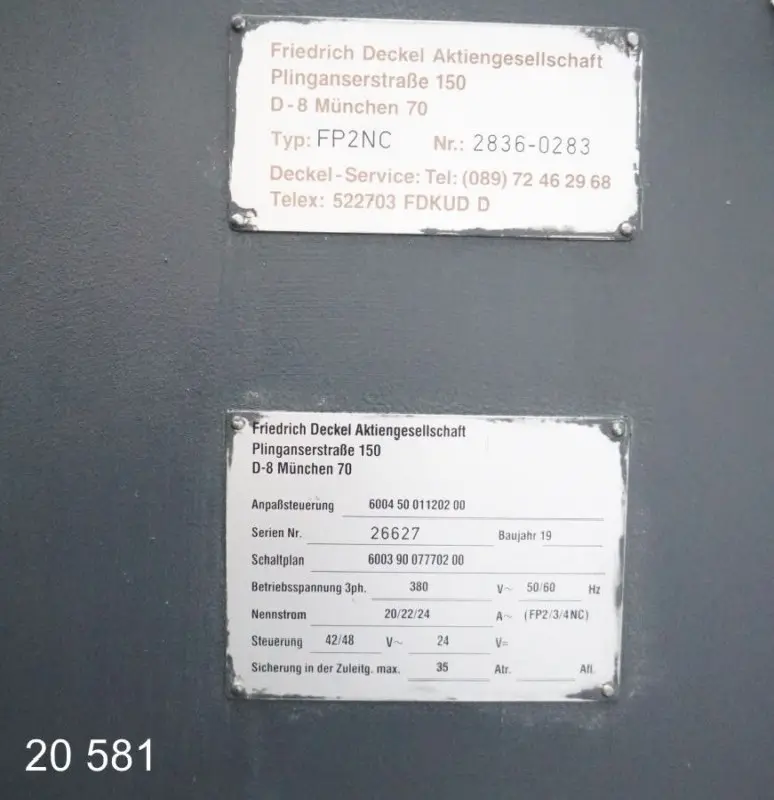 Friedrich Deckel Aktiengesellschaft
Plinganserstraße 150
D-8 München 70
Typ: FP2NC Nr.: 2836-0283
Deckel-Service: Tel: (089) 72 46 29 68
Telex: 522703 FDKUD D
Friedrich Deckel Aktiengesellschaft
Plinganserstraße 150
D-8 München 70
Anpaßsteuerung 6004 50 011202 00
Serien Nr. 26627 Baujahr 19
Schaltplan 6003 90 077702 00
Betriebsspannung 3ph. 380 V~ 50/60 Hz
Nennstrom 20/22/24 A~ (FP2/3/4NC)
Steuerung 42/48 V~ 24 V=
Sicherung in der Zuleitg. max. 35 Atr. Afl.
20 581